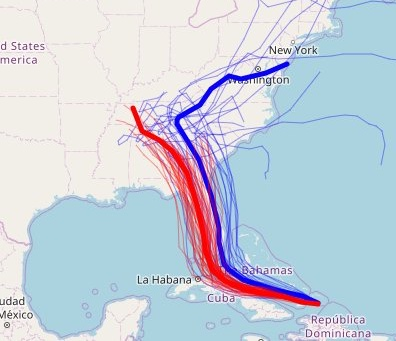 d States
merica
New York
Washington
La Habana
Bahamas
Cuba
udad
México
República
Dominicana